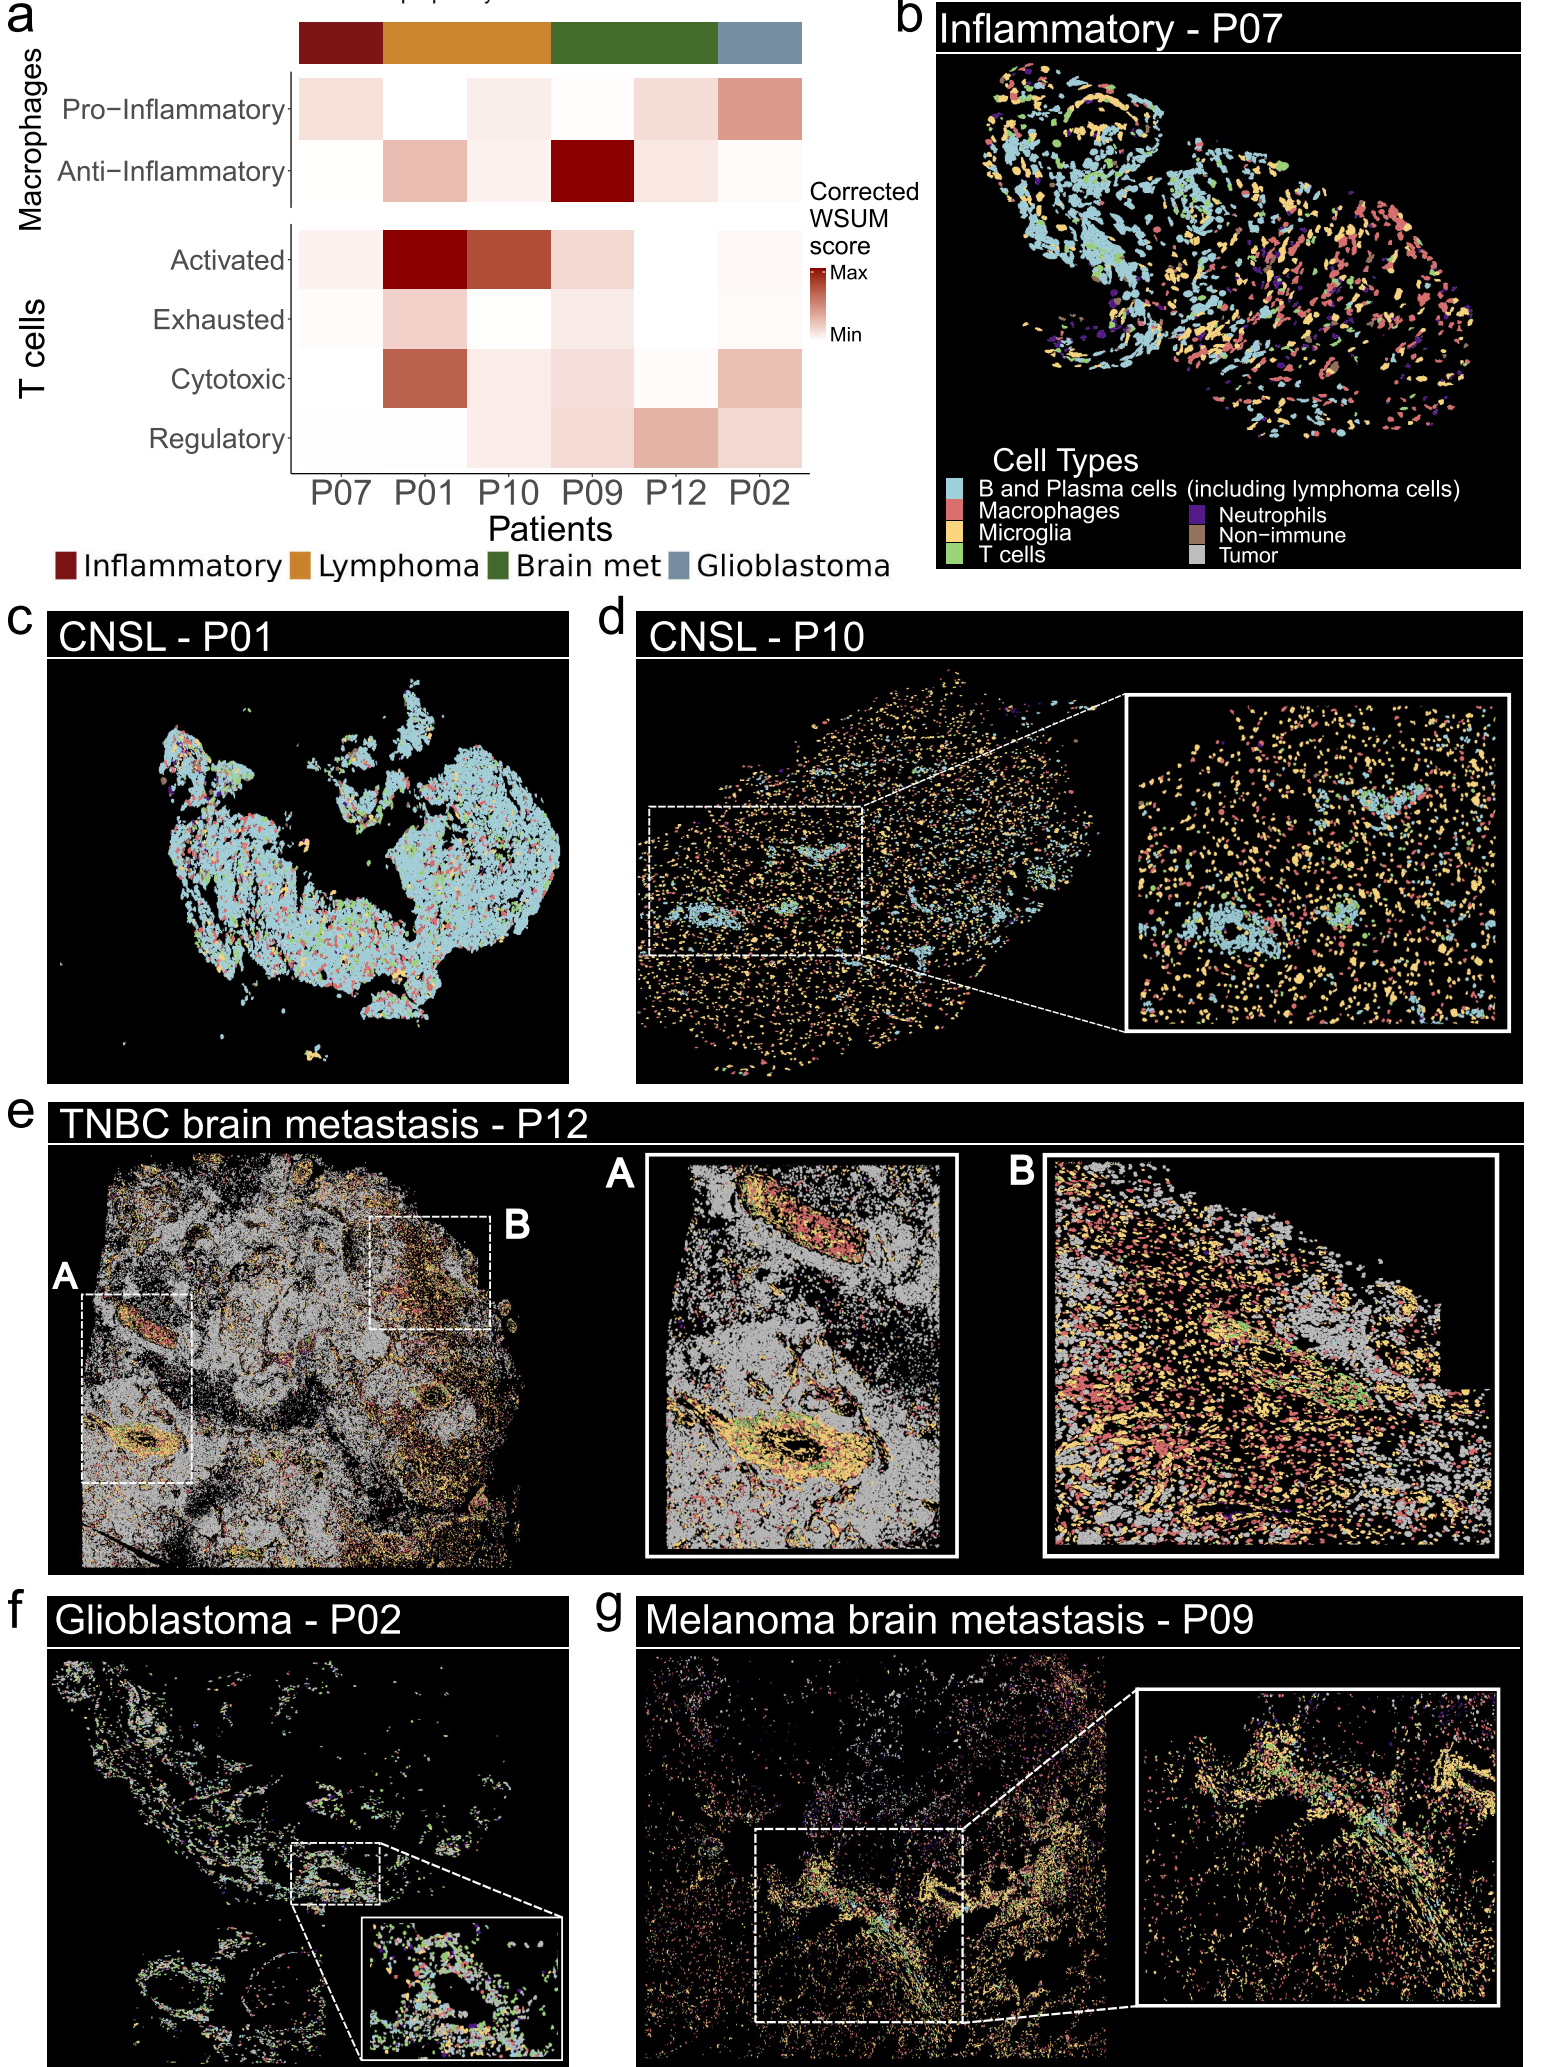 a
Macrophages
Pro−Inflammatory
Anti−Inflammatory
T cells
Activated
Exhausted
Cytotoxic
Regulatory
Corrected
WSUM
score
Max
Min
P07 P01 P10 P09 P12 P02
Patients
Inflammatory Lymphoma Brain met Glioblastoma
b
Inflammatory - P07
Cell Types
B and Plasma cells (including lymphoma cells)
Macrophages
Microglia
T cells
Neutrophils
Non−immune
Tumor
c
CNSL - P01
d
CNSL - P10
e
TNBC brain metastasis - P12
A
B
A
B
f
Glioblastoma - P02
g
Melanoma brain metastasis - P09